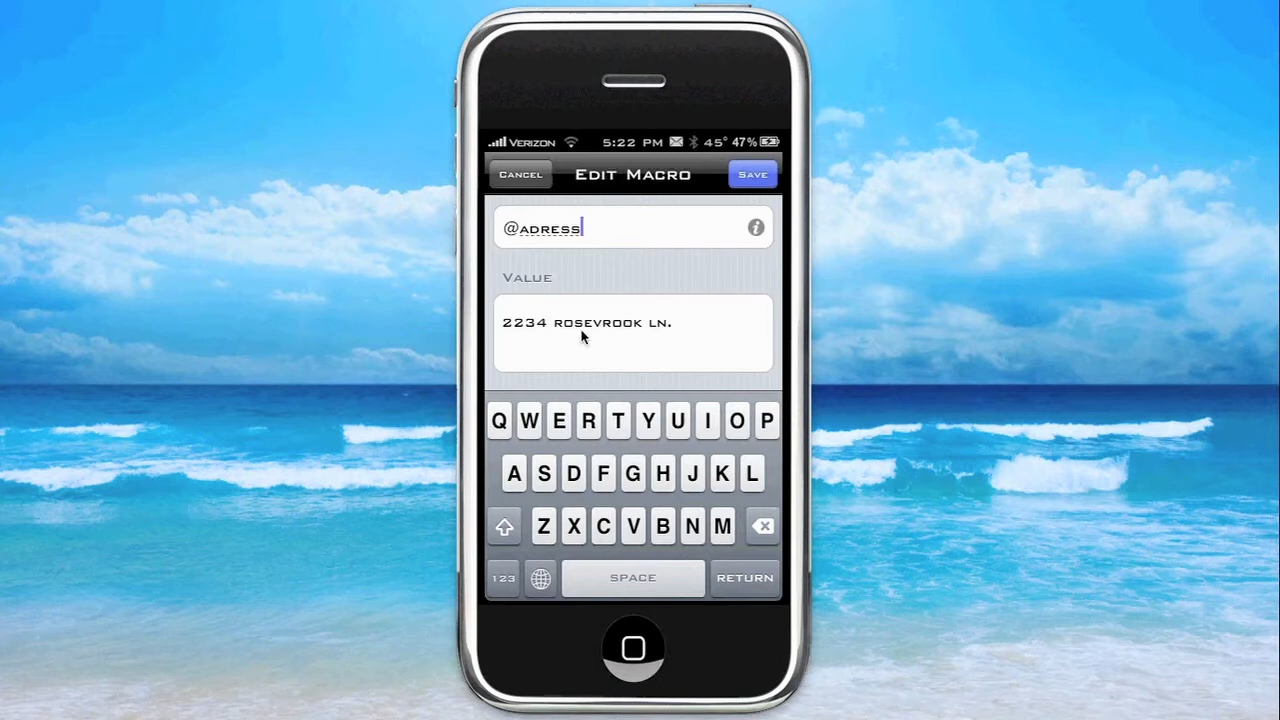 VERIZON 5:22 PM 45° 47%
CANCEL EDIT MACRO SAVE
@ADRESS
VALUE
2234 ROSEVROOK LN.
Q W E R T Y U I O P
A S D F G H J K L
Z X C V B N M
123 SPACE RETURN